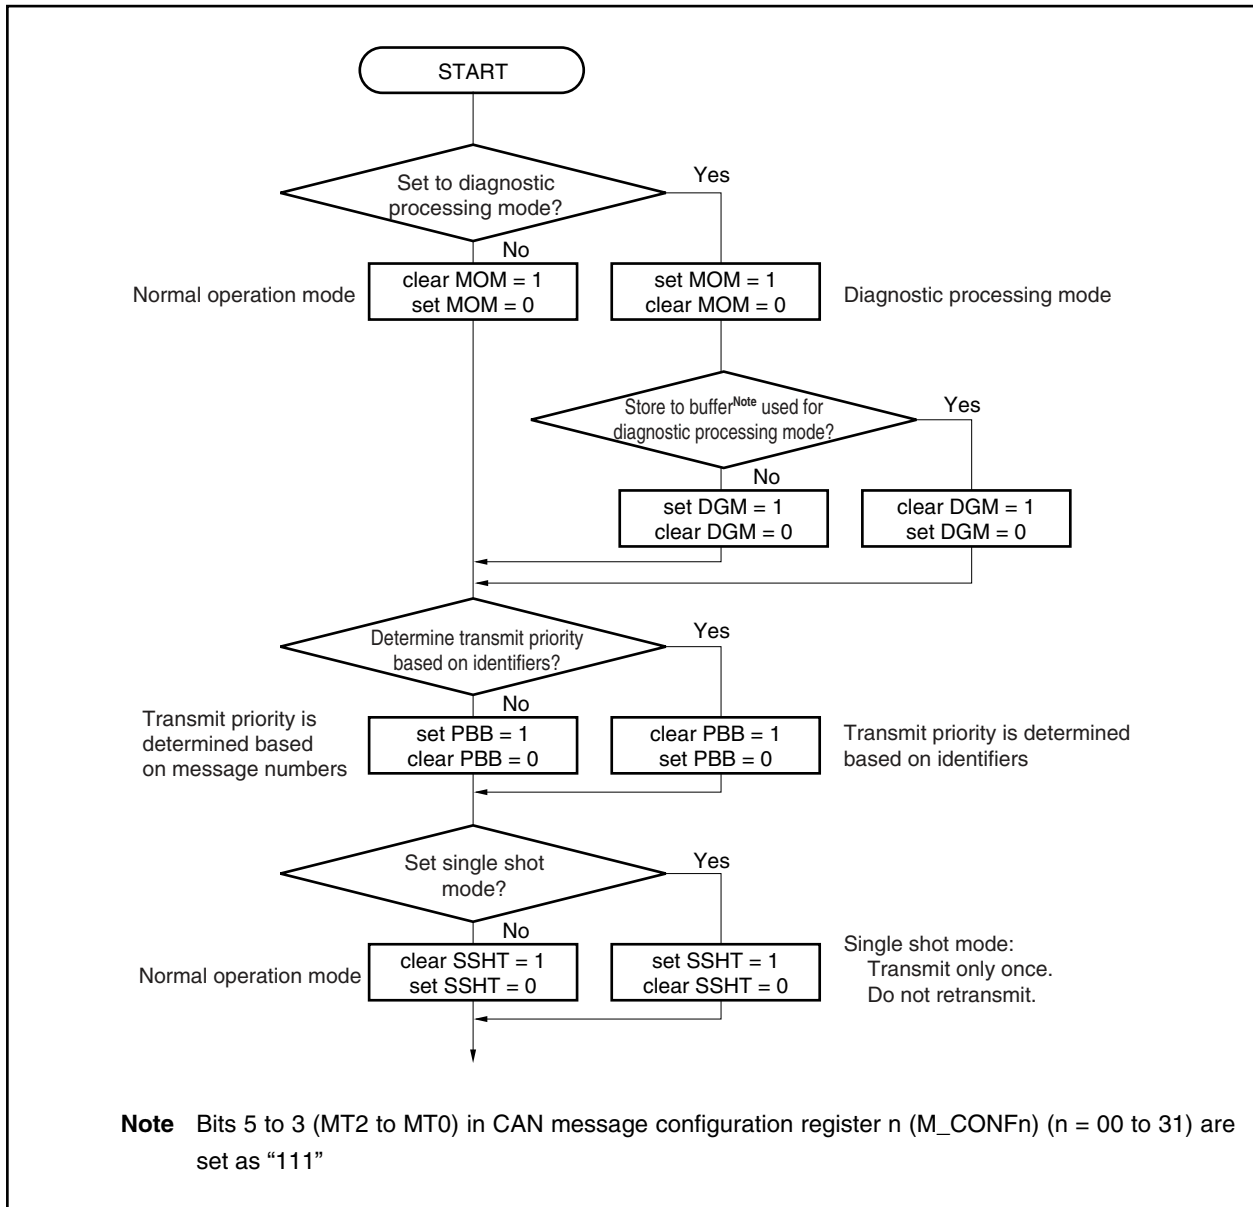 START
Set to diagnostic
processing mode?
Yes
No
Normal operation mode
clear MOM = 1
set MOM = 0
set MOM = 1
clear MOM = 0
Diagnostic processing mode
Store to bufferNote used for
diagnostic processing mode?
Yes
No
set DGM = 1
clear DGM = 0
clear DGM = 1
set DGM = 0
Determine transmit priority
based on identifiers?
Yes
No
Transmit priority is
determined based
on message numbers
set PBB = 1
clear PBB = 0
clear PBB = 1
set PBB = 0
Transmit priority is determined
based on identifiers
Set single shot
mode?
Yes
No
Normal operation mode
clear SSHT = 1
set SSHT = 0
set SSHT = 1
clear SSHT = 0
Single shot mode:
Transmit only once.
Do not retransmit.
Note Bits 5 to 3 (MT2 to MT0) in CAN message configuration register n (M_CONFn) (n = 00 to 31) are
set as “111”